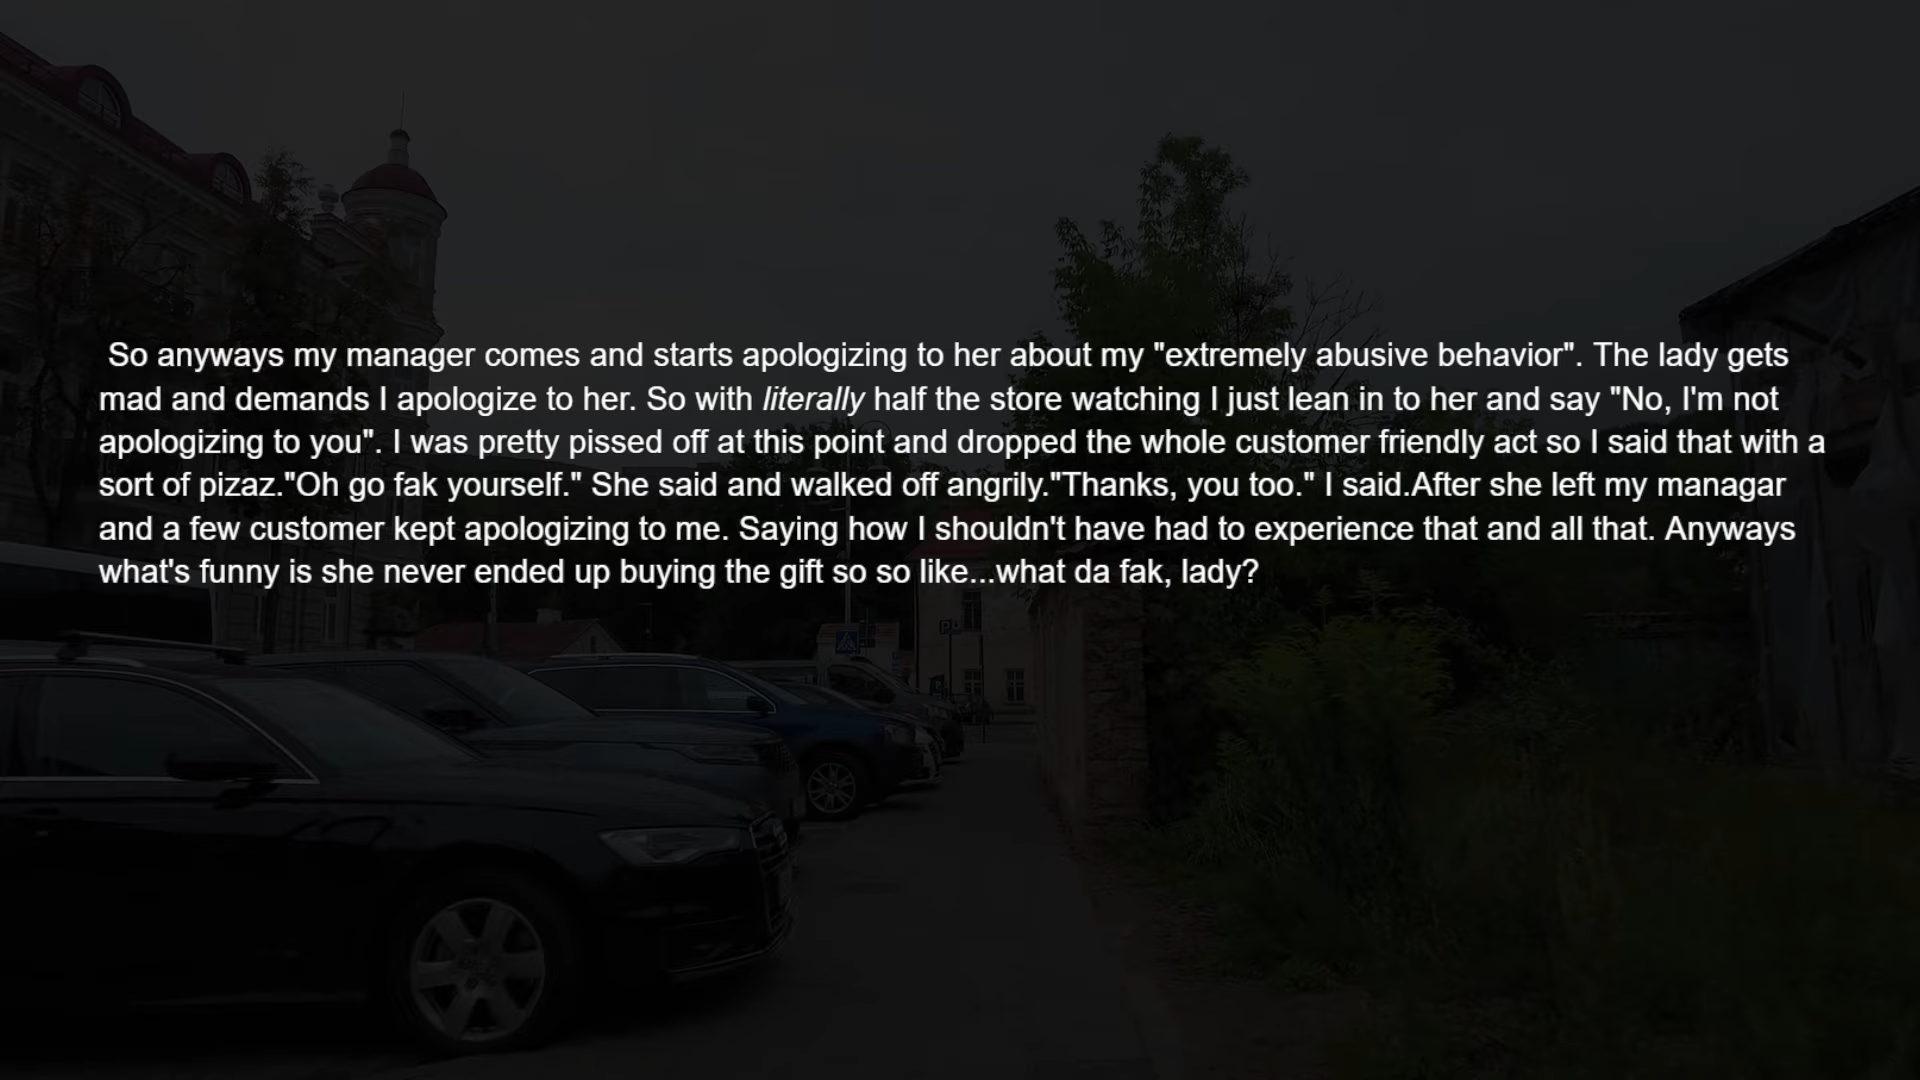 So anyways my manager comes and starts apologizing to her about my "extremely abusive behavior". The lady gets
mad and demands I apologize to her. So with literally half the store watching I just lean in to her and say "No, I'm not
apologizing to you". I was pretty pissed off at this point and dropped the whole customer friendly act so I said that with a
sort of pizaz."Oh go fak yourself." She said and walked off angrily."Thanks, you too." I said.After she left my managar
and a few customer kept apologizing to me. Saying how I shouldn't have had to experience that and all that. Anyways
what's funny is she never ended up buying the gift so so like...what da fak, lady?